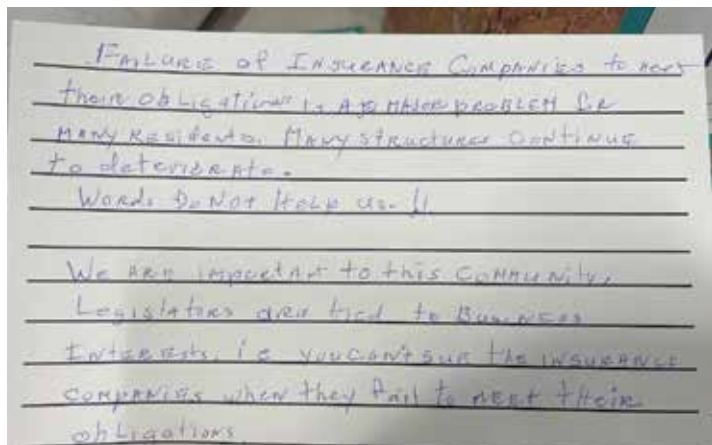 FAILURE of INSURANCE COMPANIES to meet
their obligations is A MAJOR PROBLEM for
MANY Residents. MANY structures CONTINUE
to deteriorate.
Words Do Not Help us. !!
We ARE important to this COMMUNITY.
Legislators are tied to BUSINESS
INTERESTS, i.e you can't sue the INSURANCE
COMPANIES when they fail to MEET their
obligations